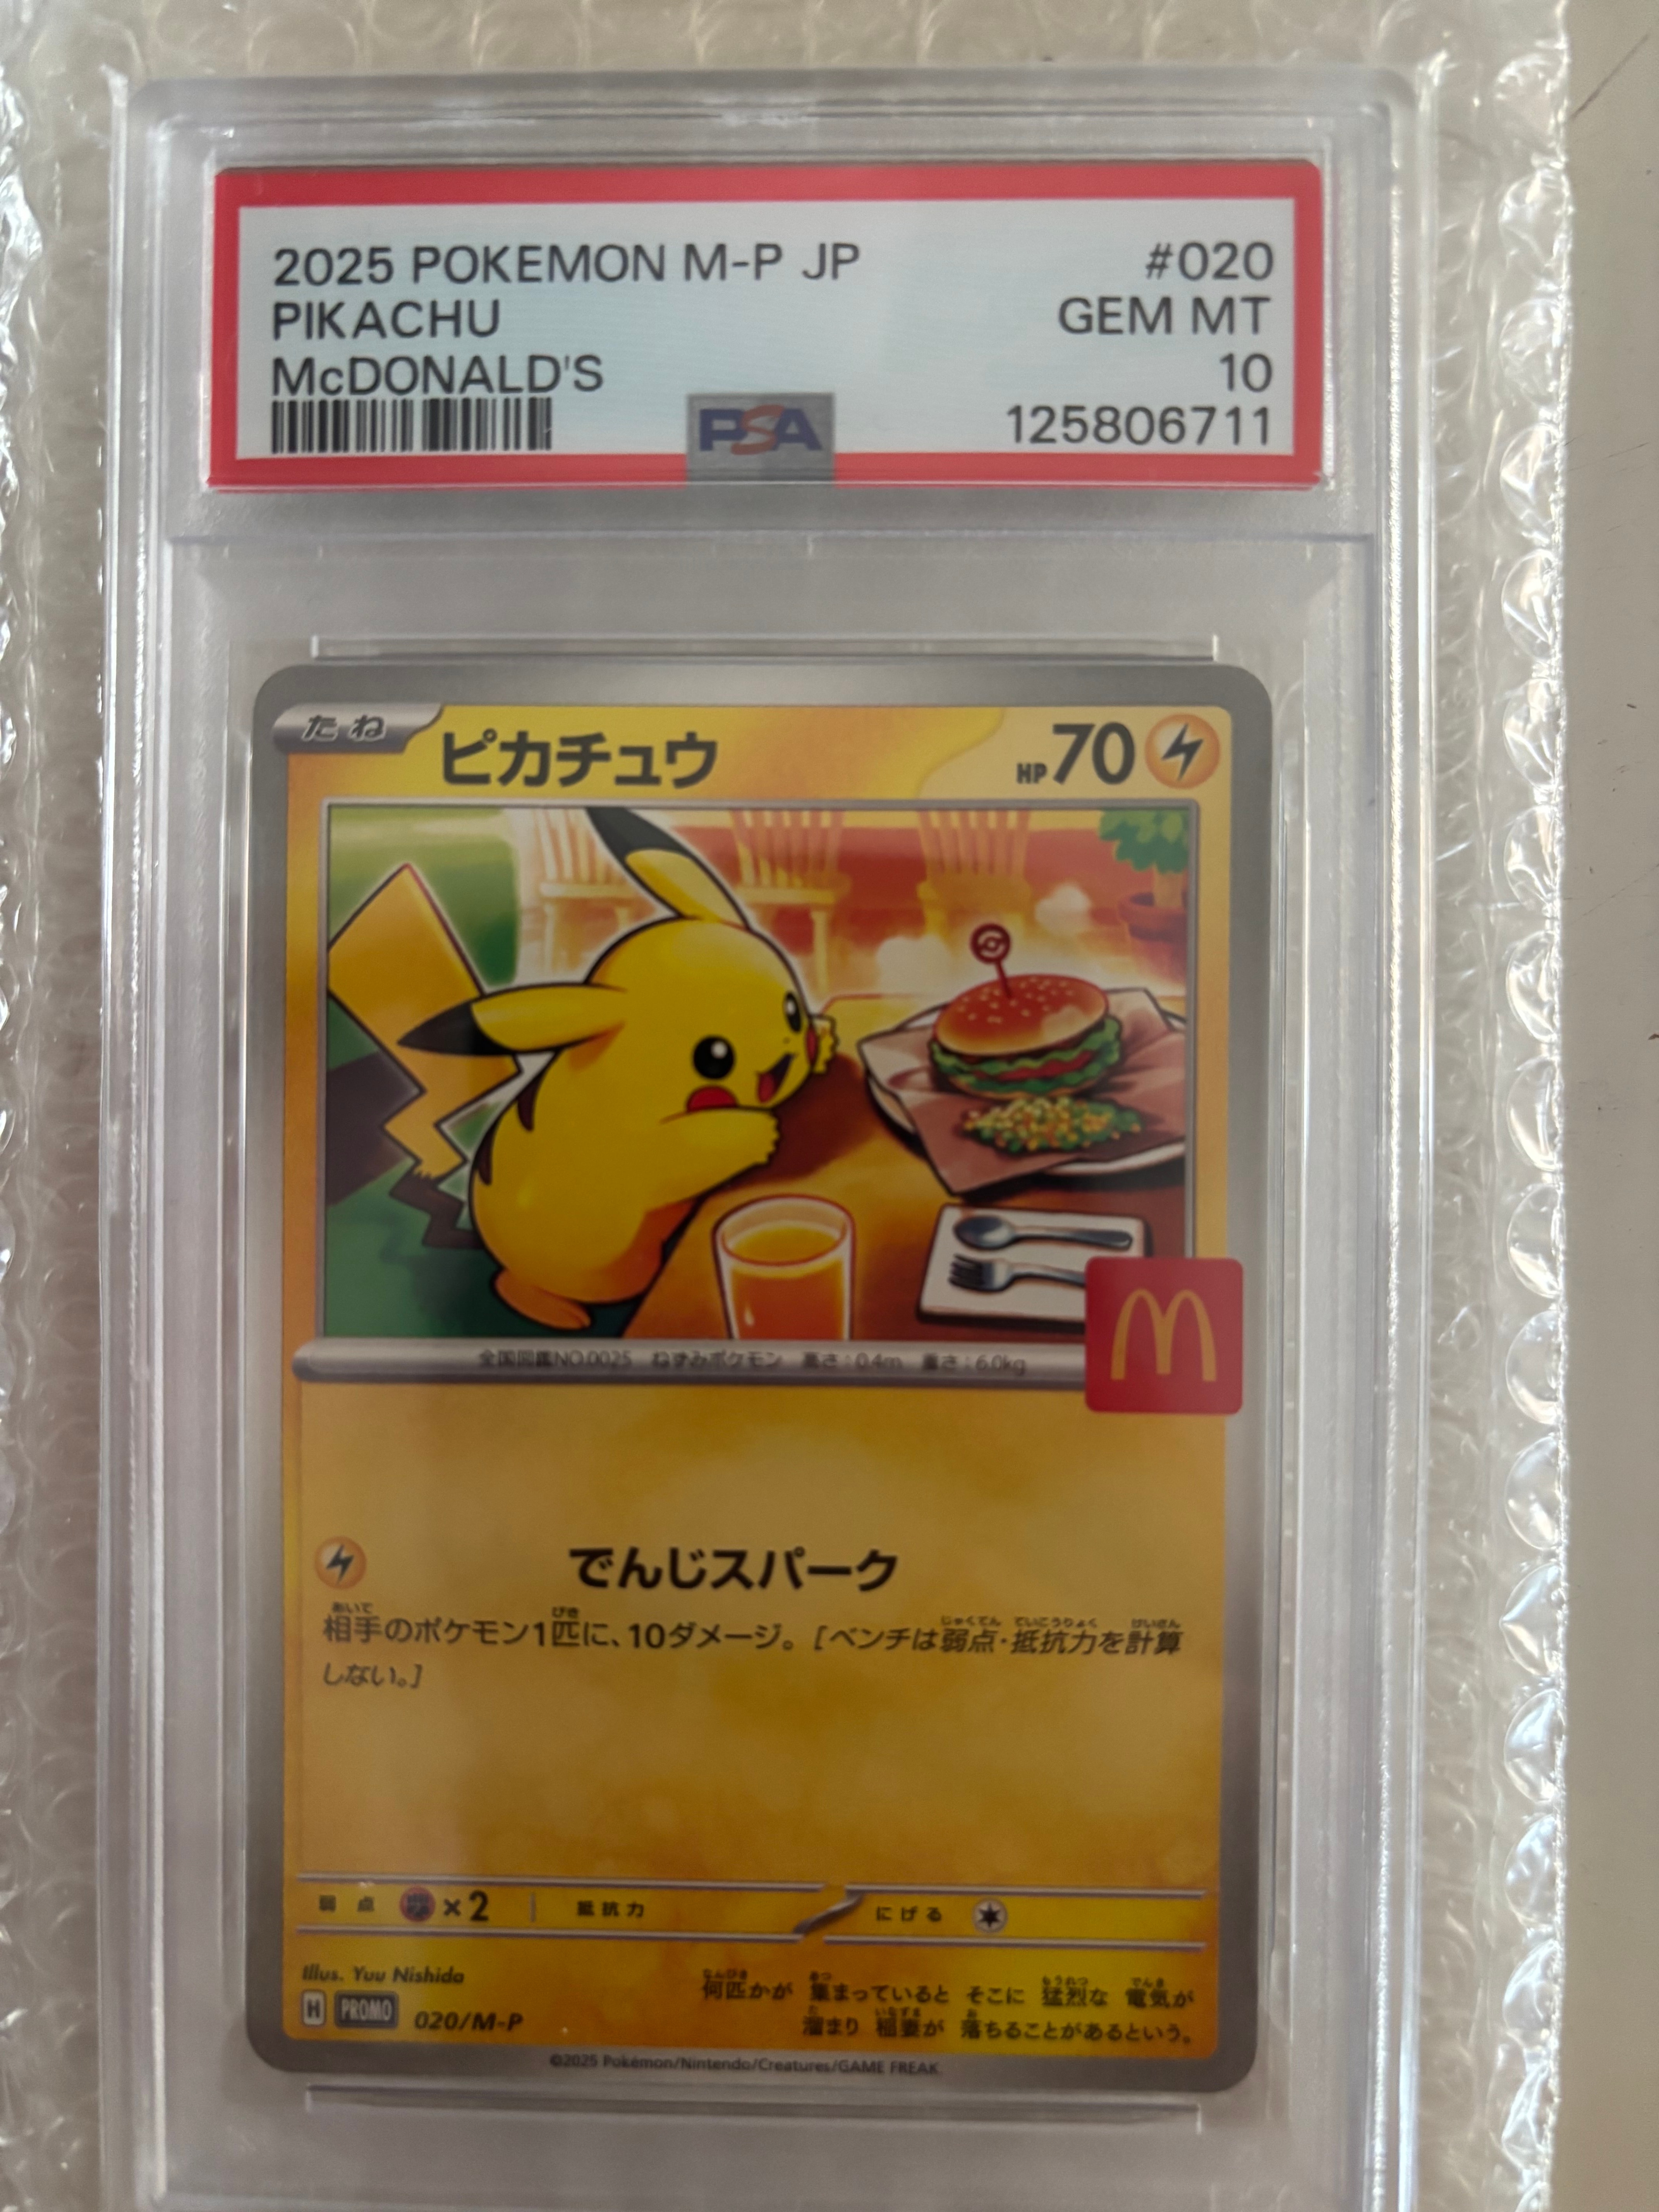 2025 POKEMON M-P JP #020
PIKACHU GEM MT
McDONALD'S 10
PSA 125806711
たね ピカチュウ HP 70
全国図鑑NO.0025 ねずみポケモン 高さ:0.4m 重さ:6.0kg
でんじスパーク
相手のポケモン1匹に、10ダメージ。[ベンチは弱点・抵抗力を計算
しない。]
弱点 ×2 抵抗力 にげる
Illus. Yuu Nishida
H PROMO 020/M-P
何匹かが 集まっていると そこに 猛烈な 電気が
溜まり 稲妻が 落ちることがあるという。
©2025 Pokémon/Nintendo/Creatures/GAME FREAK